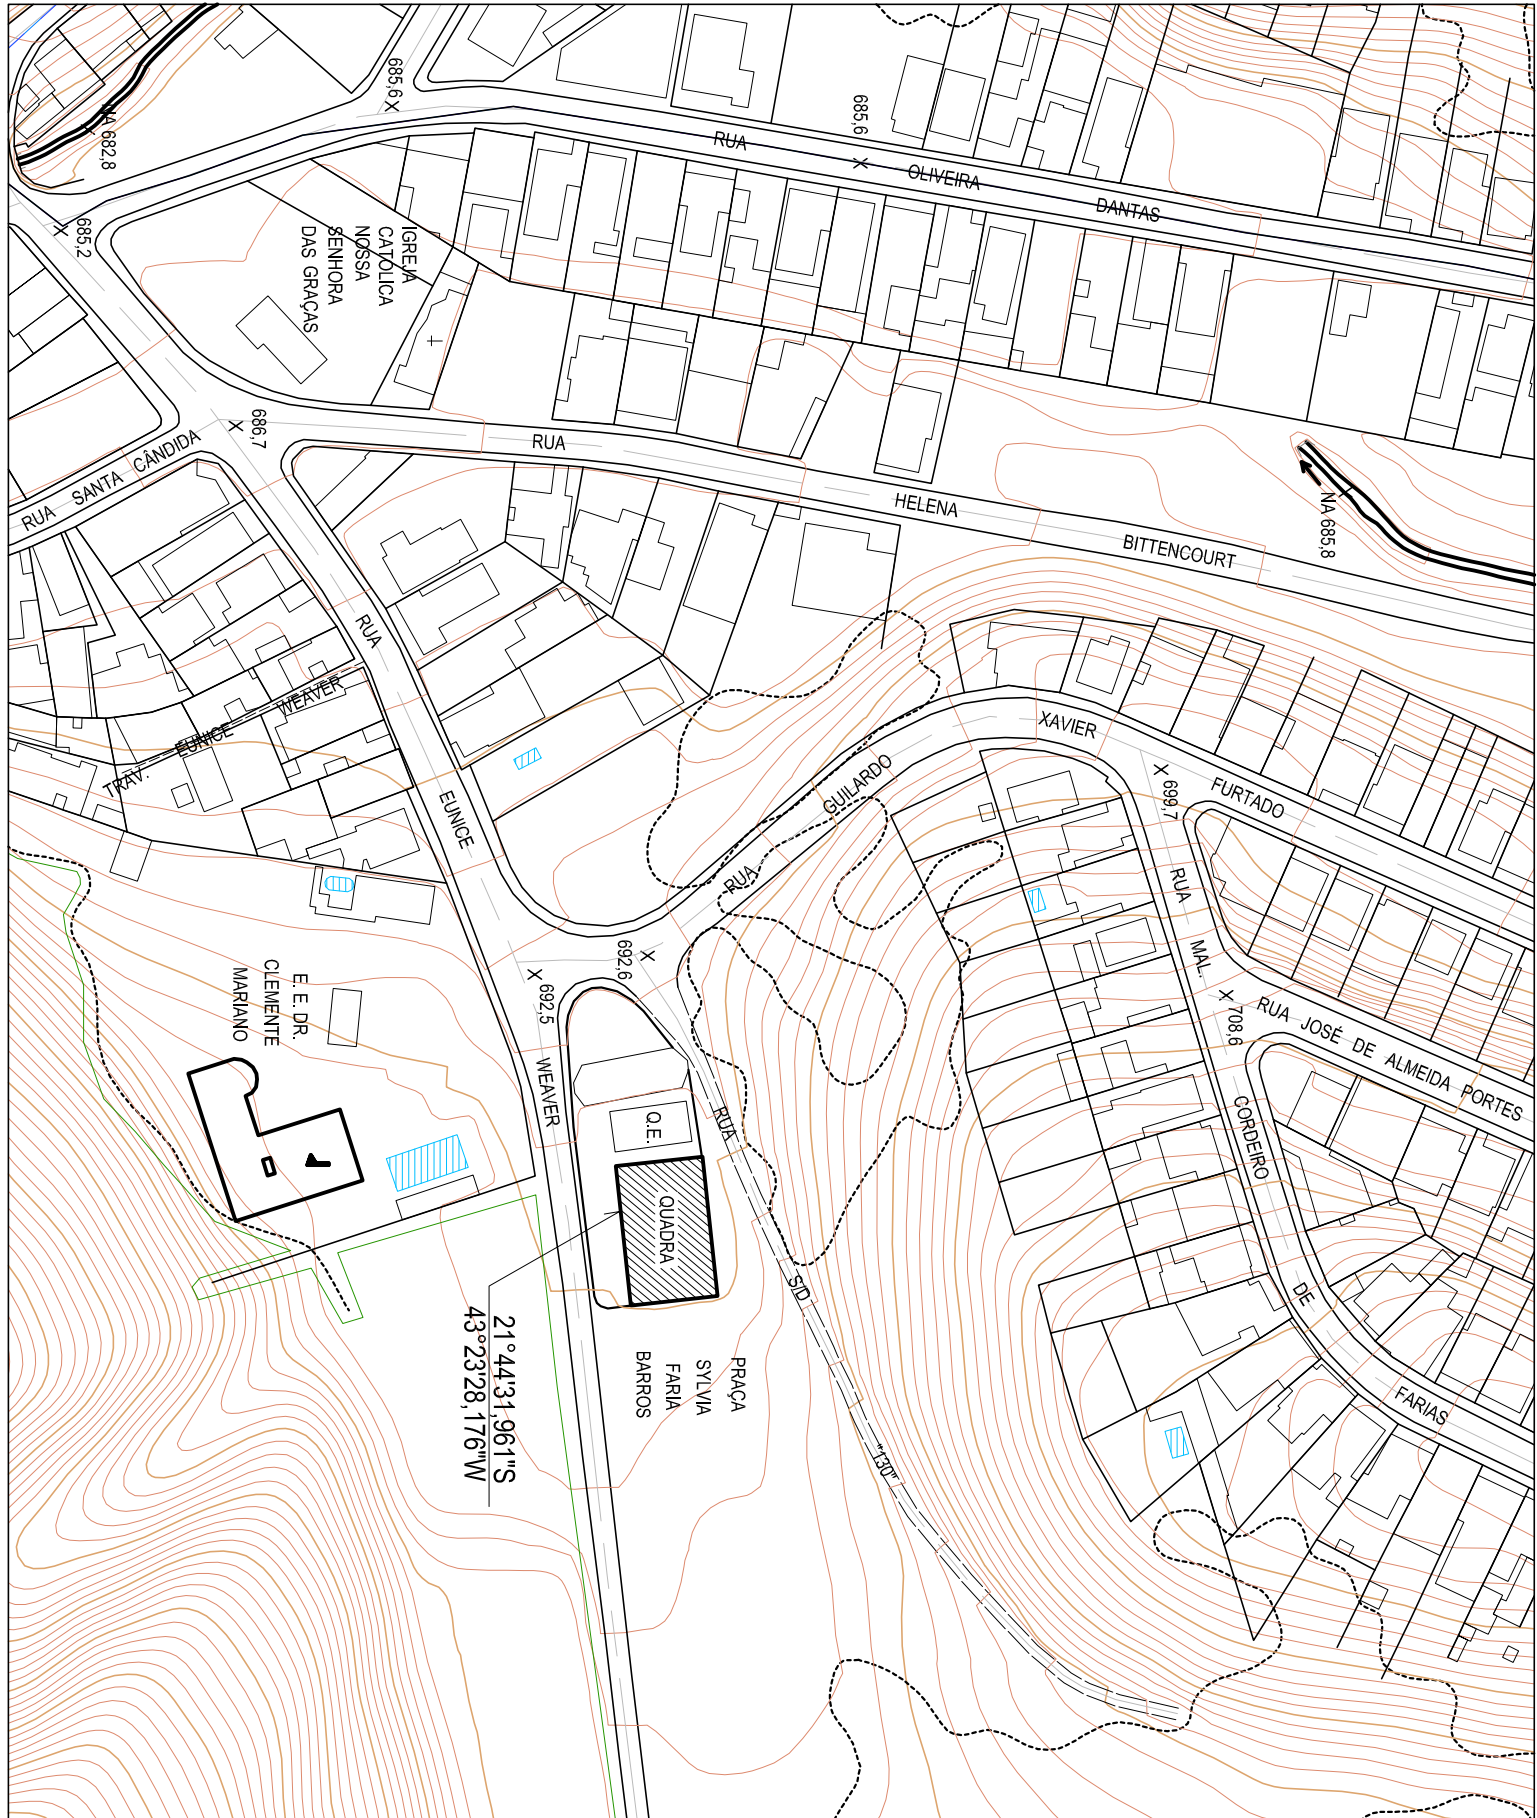 685,6
NA 682,8
685,6
RUA
OLIVEIRA
DANTAS
685,2
IGREJA
CATÓLICA
NOSSA
SENHORA
DAS GRAÇAS
686,7
RUA SANTA CÂNDIDA
RUA
HELENA
BITTENCOURT
NA 685,8
RUA
EUNICE
WEAVER
TRAV.
EUNICE
WEAVER
RUA
GUILARDO
XAVIER
FURTADO
699,7
RUA
MAL.
CORDEIRO
DE
FARIAS
708,6
RUA JOSÉ DE ALMEIDA PORTES
692,6
692,5
E. E. DR.
CLEMENTE
MARIANO
Q.E.
QUADRA
RUA
S/D
"130"
PRAÇA
SYLVIA
FARIA
BARROS
21°44'31,961"S
43°23'28,176"W